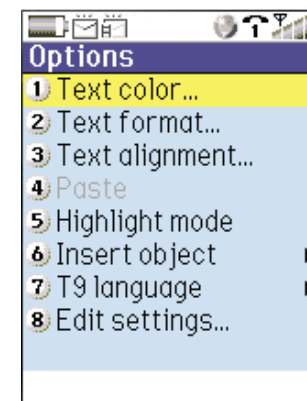 Options
1 Text color...
2 Text format...
3 Text alignment...
4 Paste
5 Highlight mode
6 Insert object
7 T9 language
8 Edit settings...